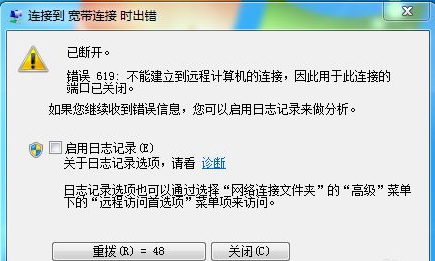 连接到 宽带连接 时出错
已断开。
错误 619: 不能建立到远程计算机的连接，因此用于此连接的
端口已关闭。
如果您继续收到错误信息，您可以启用日志记录来做分析。
启用日志记录(E)
关于日志记录选项，请看 诊断
日志记录选项也可以通过选择“网络连接文件夹”的“高级”菜单
下的“远程访问首选项”菜单项来访问。
重拨(R) = 48 关闭(C)